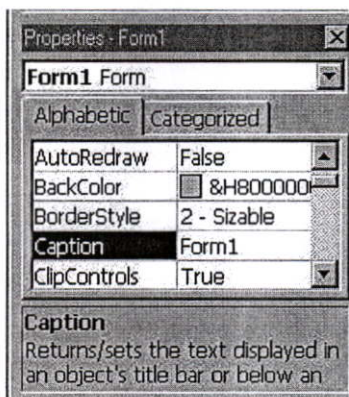 Properties - Form1
Form1 Form
Alphabetic Categorized
AutoRedraw False
BackColor &H800000
BorderStyle 2 - Sizable
Caption Form1
ClipControls True
Caption
Returns/sets the text displayed in
an object's title bar or below an